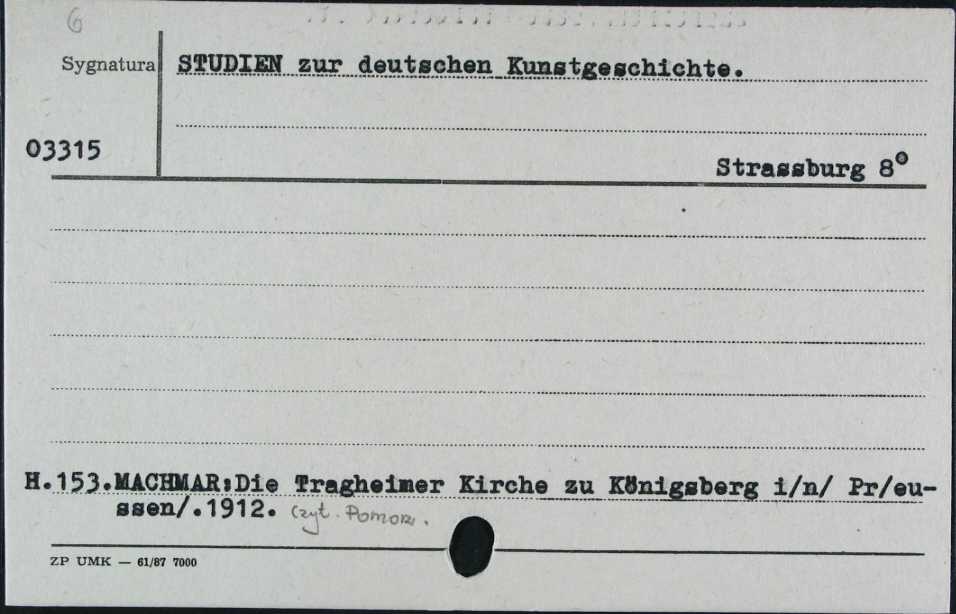 6
Sygnatura
STUDIEN zur deutschen Kunstgeschichte.
03315
Strassburg 8°
H.153.MACHMAR:Die Tragheimer Kirche zu Königsberg i/n/ Pr/eu-
ssen/.1912. Czyt. Pomorz.
ZP UMK — 61/87 7000